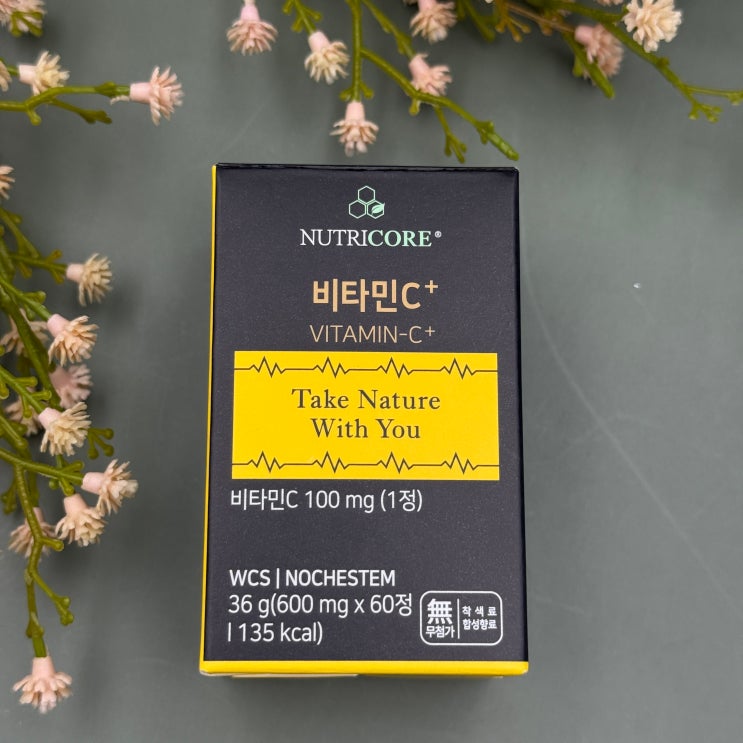 NUTRICORE®
비타민C+
VITAMIN-C+
Take Nature
With You
비타민C 100 mg (1정)
WCS | NOCHESTEM
36 g(600 mg x 60정
I 135 kcal)
無
무첨가
착색료
합성향료